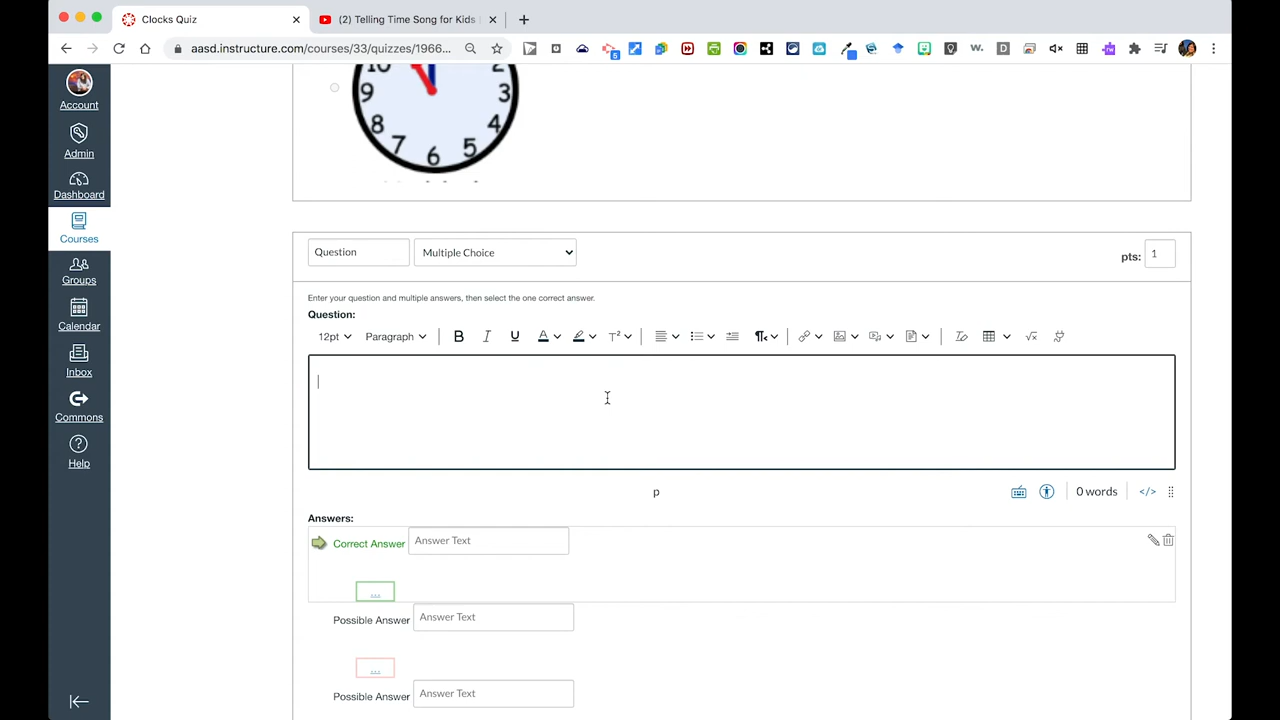 Clocks Quiz
(2) Telling Time Song for Kids
aasd.instructure.com/courses/33/quizzes/1966...
5
w.
D
Account
Admin
Dashboard
Courses
Groups
Calendar
Inbox
Commons
Help
10
2
9
3
8
4
7
5
6
Question
Multiple Choice
pts:
1
Enter your question and multiple answers, then select the one correct answer.
Question:
12pt
Paragraph
B
I
U
A
T²
p
0 words
</>
Answers:
Correct Answer
Answer Text
...
Possible Answer
Answer Text
...
Possible Answer
Answer Text